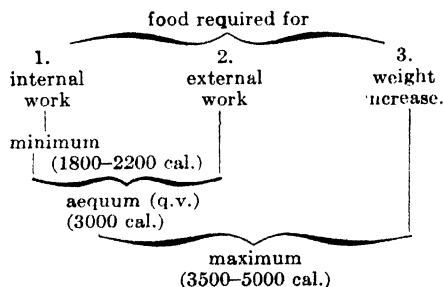 food required for
1. 2. 3.
internal external weight
work work increase.
minimum
(1800–2200 cal.)
aequum (q.v.)
(3000 cal.)
maximum
(3500–5000 cal.)